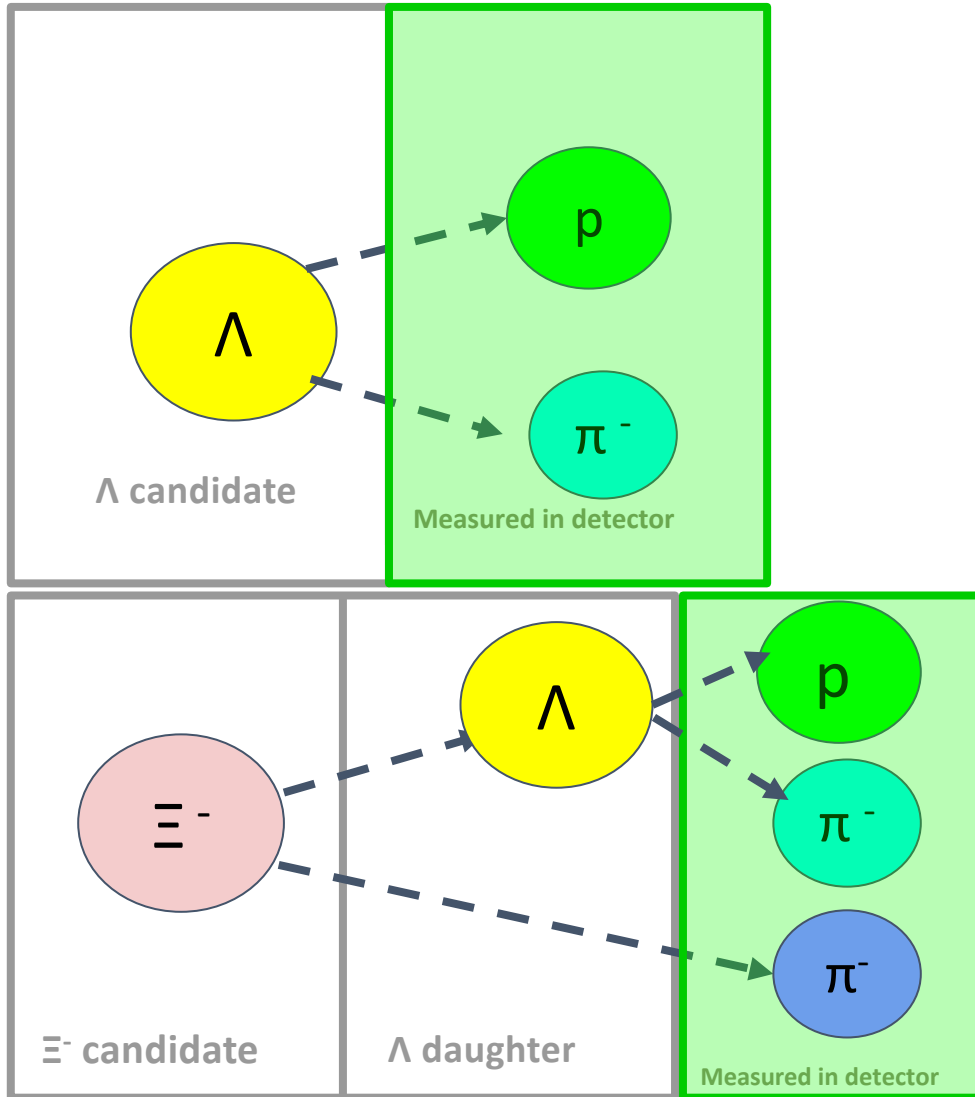 p
Λ
π -
Λ candidate
Measured in detector
Λ
p
Ξ -
π -
π-
Ξ- candidate
Λ daughter
Measured in detector